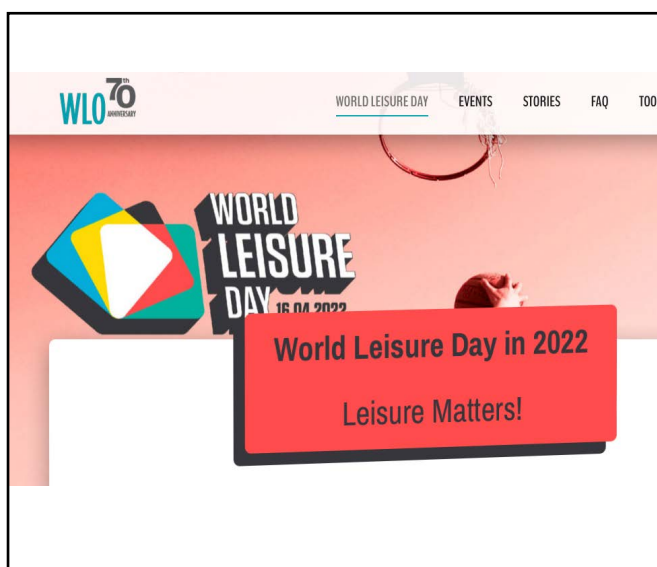 WLO 70th ANNIVERSARY
WORLD LEISURE DAY EVENTS STORIES FAQ TOO
WORLD
LEISURE
DAY 16.04.2022
World Leisure Day in 2022
Leisure Matters!